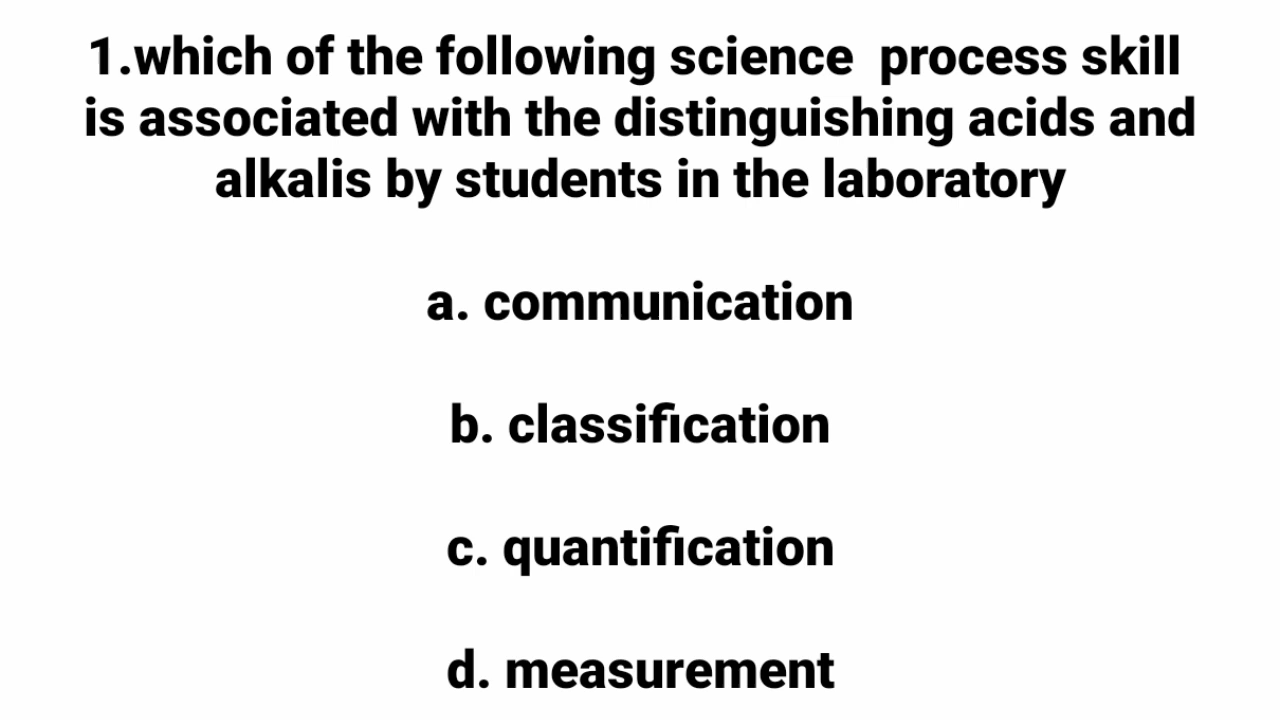 1.which of the following science  process skill
is associated with the distinguishing acids and
alkalis by students in the laboratory
a. communication
b. classification
c. quantification
d. measurement